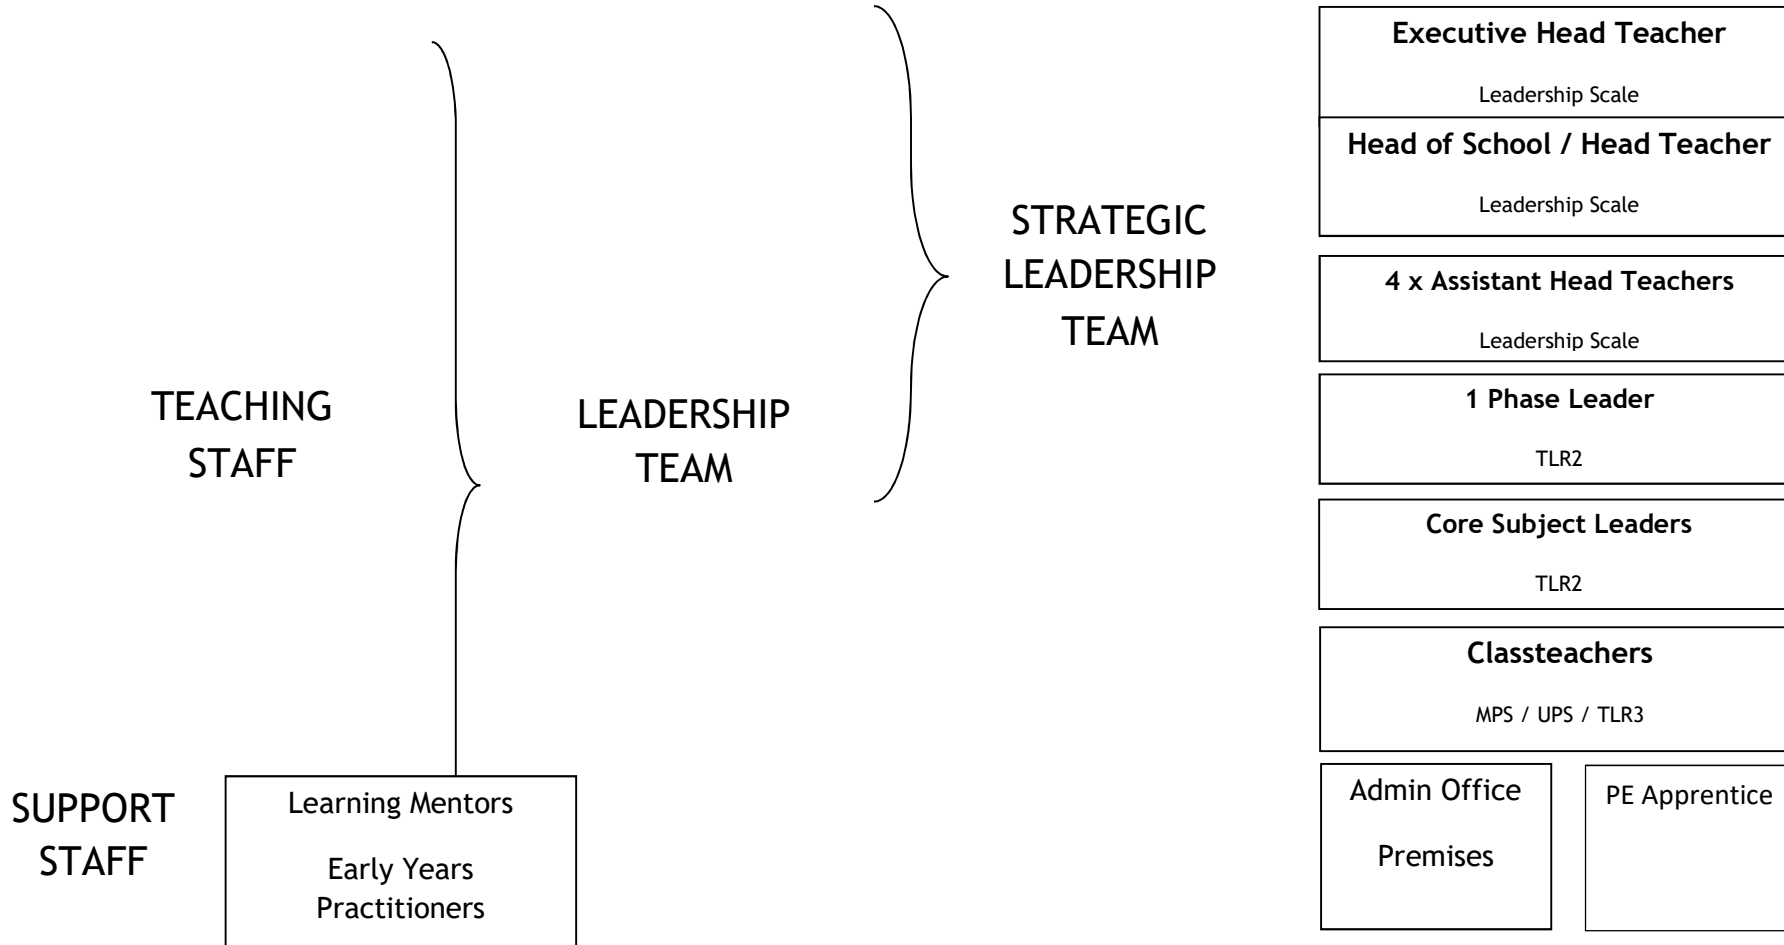 Executive Head Teacher
Leadership Scale
Head of School / Head Teacher
Leadership Scale
STRATEGIC
LEADERSHIP
TEAM
4 x Assistant Head Teachers
Leadership Scale
TEACHING
STAFF
LEADERSHIP
TEAM
1 Phase Leader
TLR2
Core Subject Leaders
TLR2
Classteachers
MPS / UPS / TLR3
SUPPORT
STAFF
Learning Mentors
Early Years
Practitioners
Admin Office
Premises
PE Apprentice